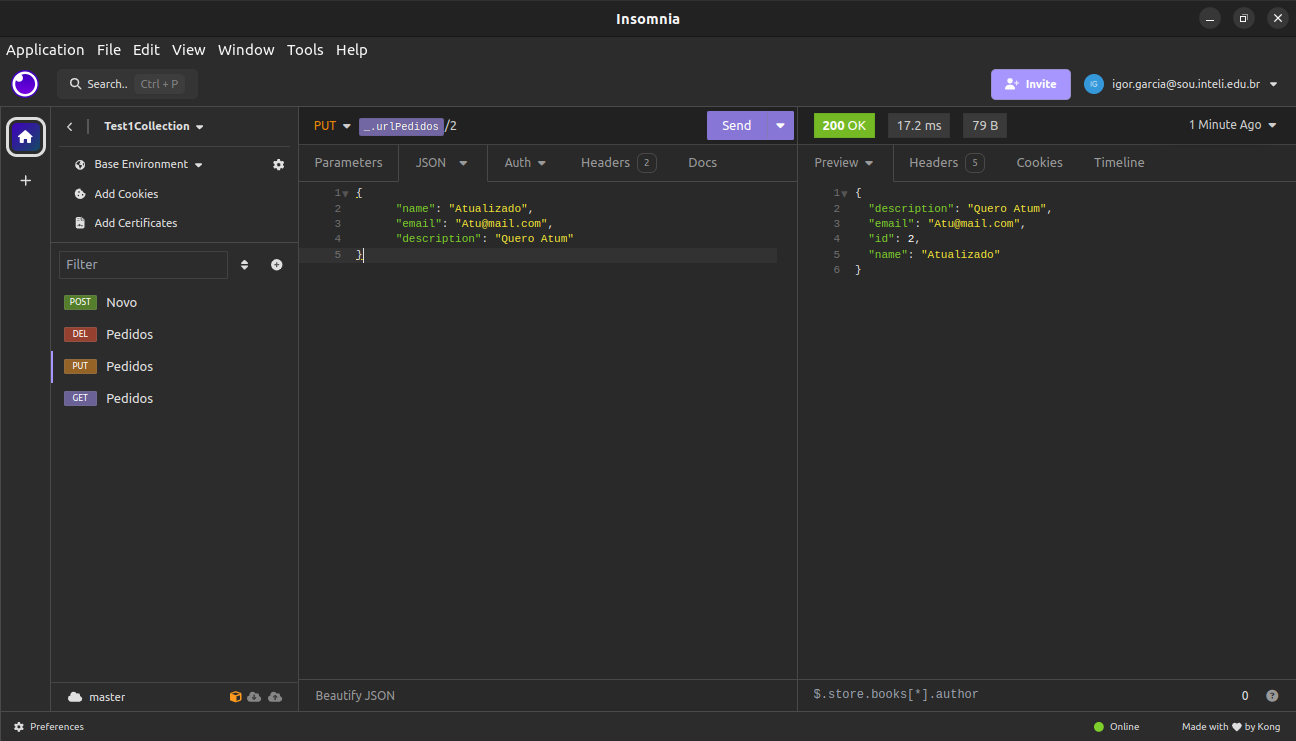 Insomnia
Application File Edit View Window Tools Help
Search.. Ctrl + P
Invite
IG igor.garcia@sou.inteli.edu.br
Test1Collection
Base Environment
Add Cookies
Add Certificates
Filter
POST Novo
DEL Pedidos
PUT Pedidos
GET Pedidos
master
PUT _.urlPedidos /2 Send
Parameters JSON Auth Headers 2 Docs
1 {
2 "name": "Atualizado",
3 "email": "Atu@mail.com",
4 "description": "Quero Atum"
5 }
Beautify JSON
200 OK 17.2 ms 79 B 1 Minute Ago
Preview Headers 5 Cookies Timeline
1 {
2 "description": "Quero Atum",
3 "email": "Atu@mail.com",
4 "id": 2,
5 "name": "Atualizado"
6 }
$.store.books[*].author 0 ?
Preferences Online Made with ♥ by Kong